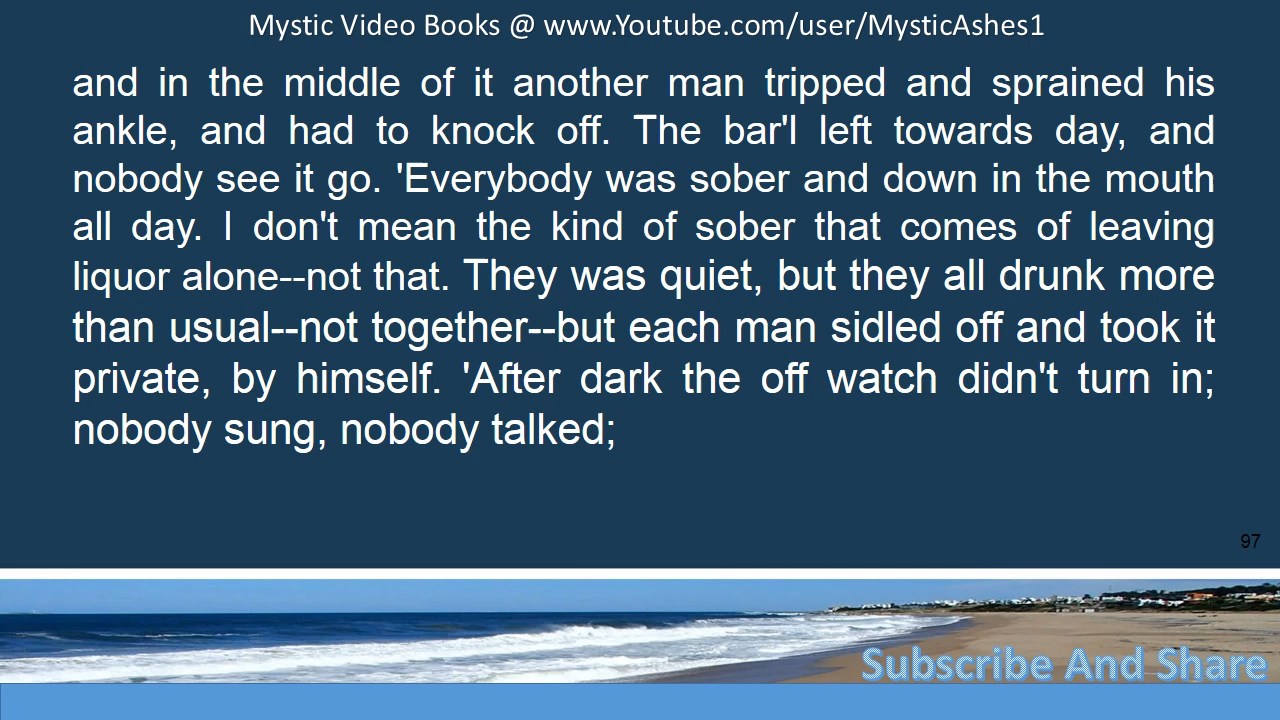 Mystic Video Books @ www.Youtube.com/user/MysticAshes1
and in the middle of it another man tripped and sprained his
ankle, and had to knock off. The bar'l left towards day, and
nobody see it go. 'Everybody was sober and down in the mouth
all day. I don't mean the kind of sober that comes of leaving
liquor alone--not that. They was quiet, but they all drunk more
than usual--not together--but each man sidled off and took it
private, by himself. 'After dark the off watch didn't turn in;
nobody sung, nobody talked;
97
Subscribe And Share